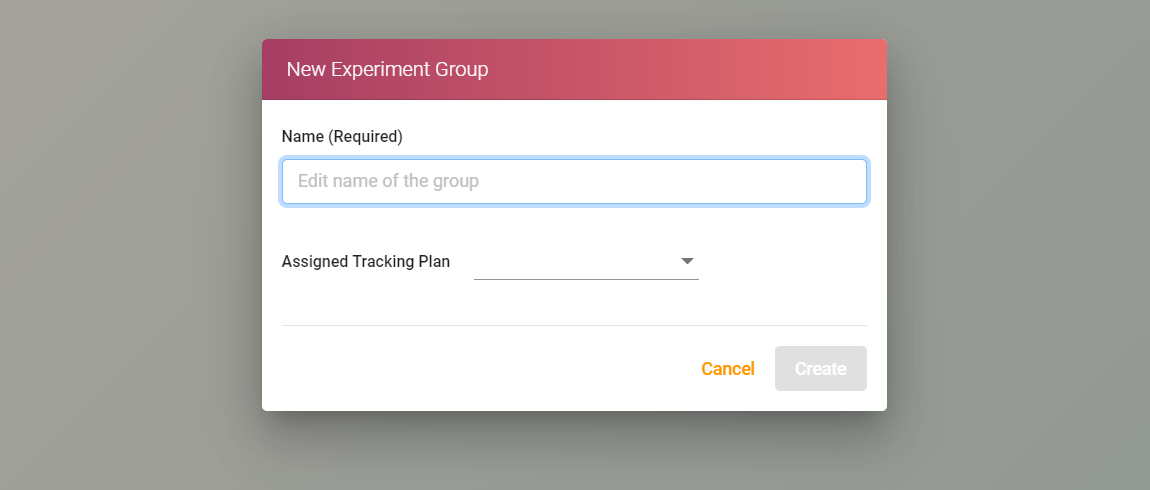 New Experiment Group
Name (Required)
Edit name of the group
Assigned Tracking Plan
Cancel Create